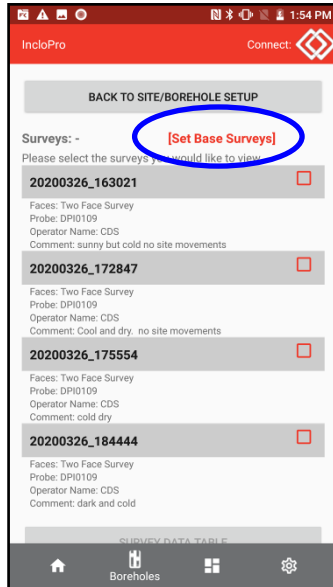 1:54 PM
IncloPro
Connect:
BACK TO SITE/BOREHOLE SETUP
Surveys: -
[Set Base Surveys]
Please select the surveys you would like to view
20200326_163021
Faces: Two Face Survey
Probe: DPI0109
Operator Name: CDS
Comment: sunny but cold no site movements
20200326_172847
Faces: Two Face Survey
Probe: DPI0109
Operator Name: CDS
Comment: Cool and dry.  no site movements
20200326_175554
Faces: Two Face Survey
Probe: DPI0109
Operator Name: CDS
Comment: cold dry
20200326_184444
Faces: Two Face Survey
Probe: DPI0109
Operator Name: CDS
Comment: dark and cold
SURVEY DATA TABLE
Boreholes